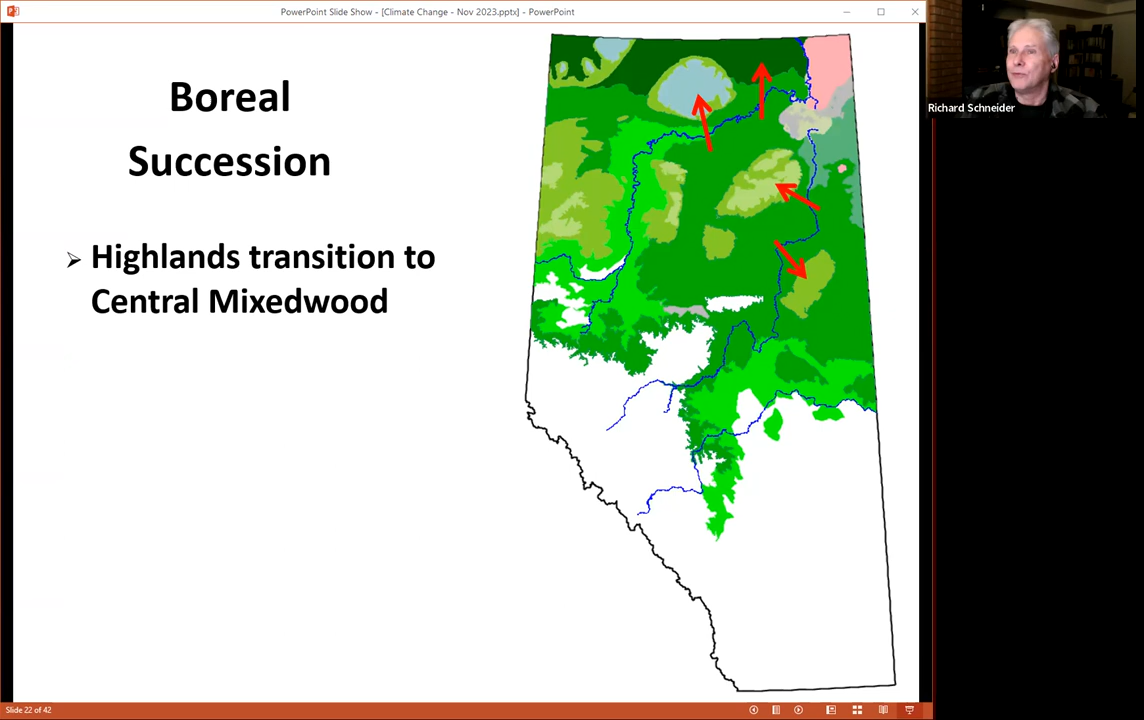 PowerPoint Slide Show - [Climate Change - Nov 2023.pptx] - PowerPoint
Richard Schneider
Boreal
Succession
➢ Highlands transition to
Central Mixedwood
Slide 22 of 42